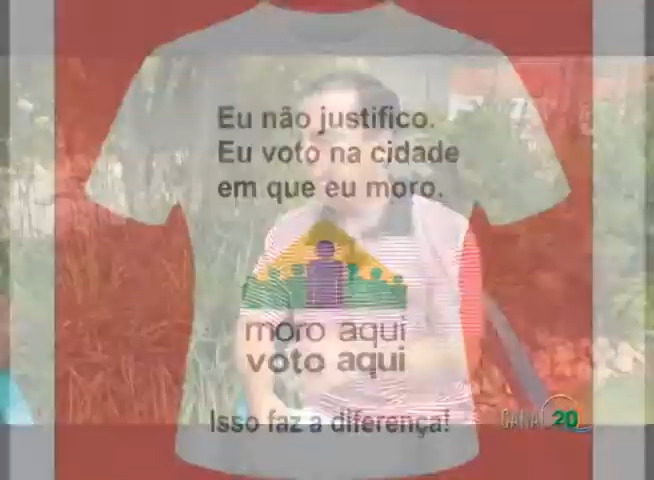 Eu não justifico.
Eu voto na cidade
em que eu moro.
moro aqui
voto aqui
Isso faz a diferença!
CANAL 20